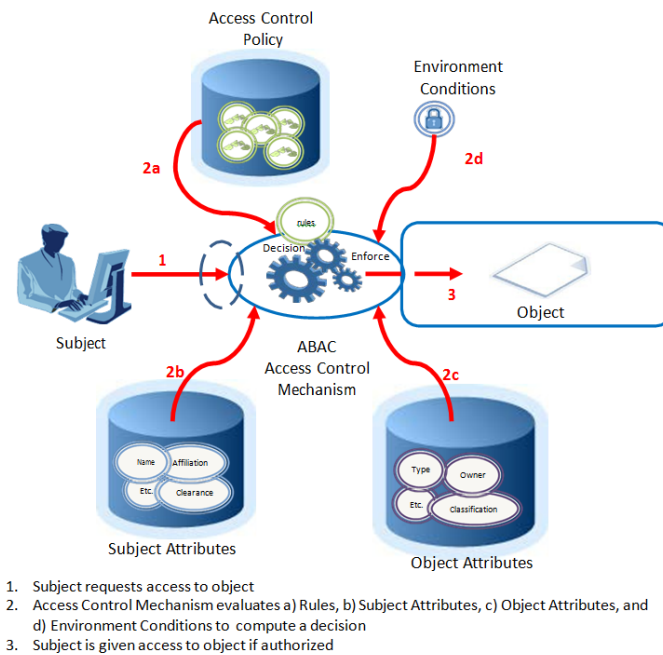 Access Control
Policy
Environment
Conditions
2a
2d
rules
Decision
Enforce
1
3
Subject
Object
ABAC
Access Control
Mechanism
2b
2c
Name
Affiliation
Etc.
Clearance
Type
Owner
Etc.
Classification
Subject Attributes
Object Attributes
1. Subject requests access to object
2. Access Control Mechanism evaluates a) Rules, b) Subject Attributes, c) Object Attributes, and
d) Environment Conditions to compute a decision
3. Subject is given access to object if authorized